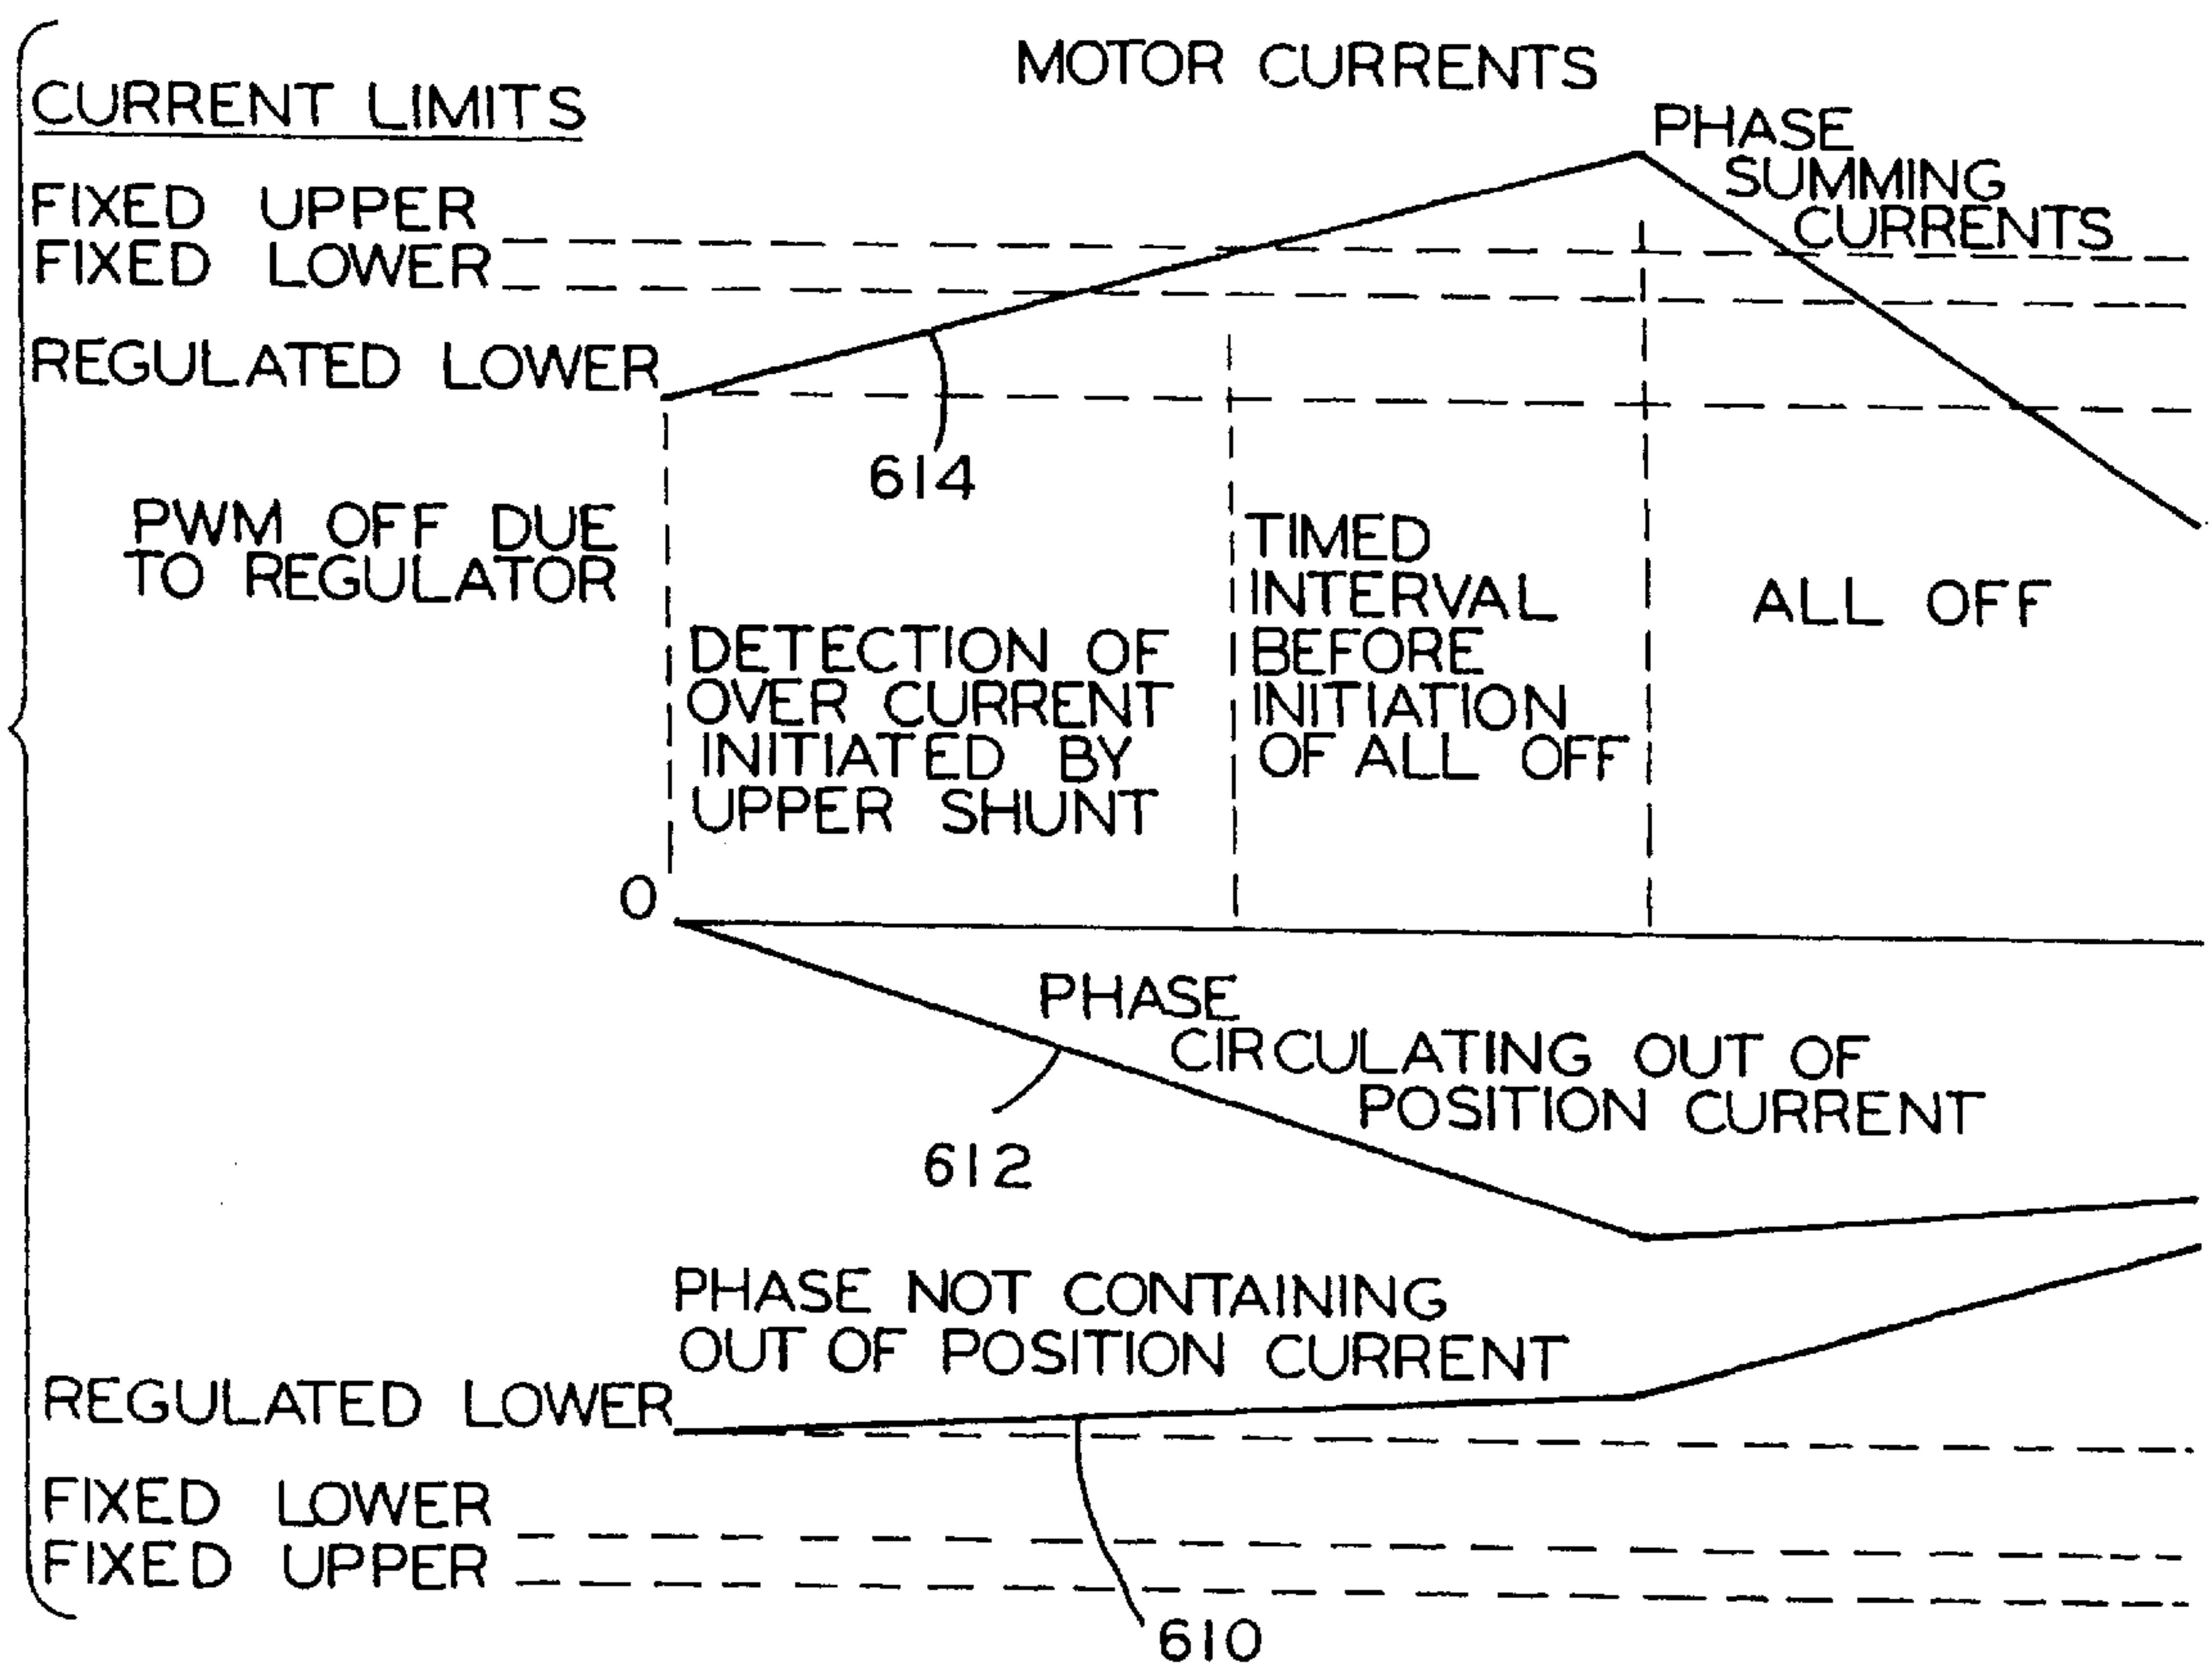 MOTOR CURRENTS
CURRENT LIMITS
PHASE
SUMMING
CURRENTS
FIXED UPPER
FIXED LOWER
REGULATED LOWER
614
PWM OFF DUE
TO REGULATOR
DETECTION OF
OVER CURRENT
INITIATED BY
UPPER SHUNT
TIMED
INTERVAL
BEFORE
INITIATION
OF ALL OFF
ALL OFF
0
PHASE
CIRCULATING OUT OF
POSITION CURRENT
612
PHASE NOT CONTAINING
OUT OF POSITION CURRENT
REGULATED LOWER
FIXED LOWER
FIXED UPPER
610